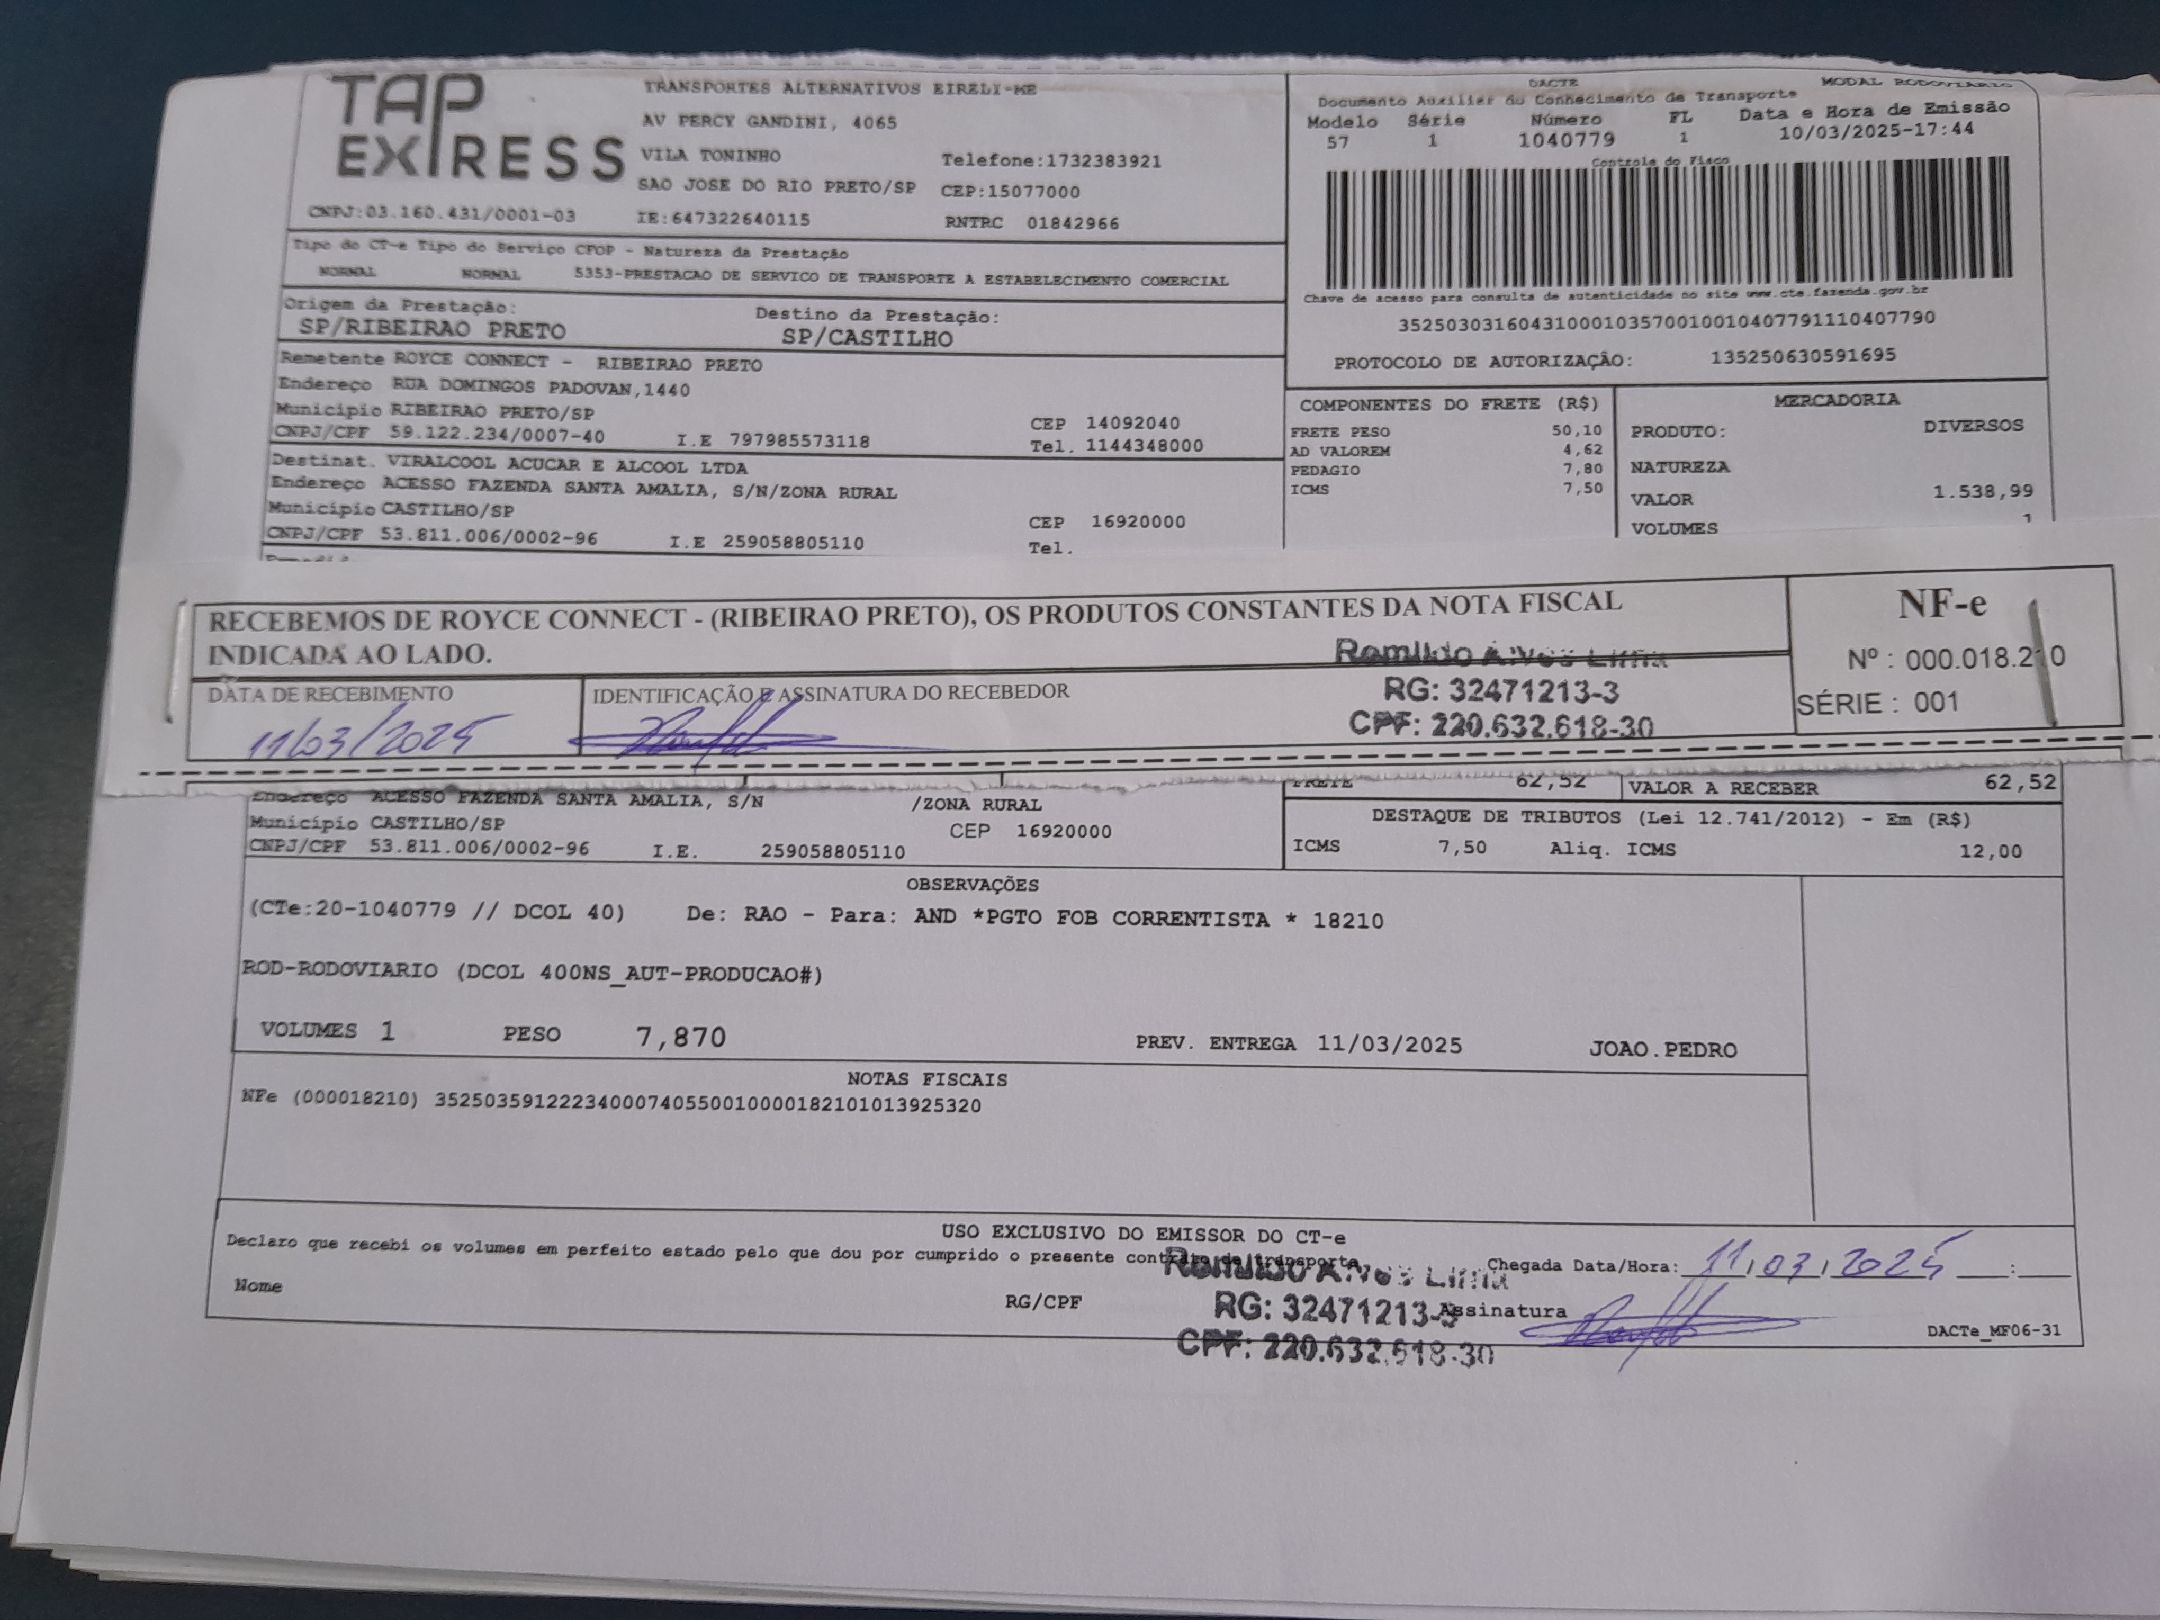 TAP
EXPRESS
TRANSPORTES ALTERNATIVOS EIRELI-ME
AV PERCY GANDINI, 4065
VILA TONINHO Telefone:1732383921
SAO JOSE DO RIO PRETO/SP CEP:15077000
CNPJ:03.160.431/0001-03 IE:647322640115 RNTRC 01842966
Tipo do CT-e Tipo do Serviço CFOP - Natureza da Prestação
NORMAL NORMAL 5353-PRESTACAO DE SERVICO DE TRANSPORTE A ESTABELECIMENTO COMERCIAL
Origem da Prestação: Destino da Prestação:
SP/RIBEIRAO PRETO SP/CASTILHO
Remetente ROYCE CONNECT - RIBEIRAO PRETO
Endereço RUA DOMINGOS PADOVAN,1440
Município RIBEIRAO PRETO/SP CEP 14092040
CNPJ/CPF 59.122.234/0007-40 I.E 797985573118 Tel. 1144348000
Destinat. VIRALCOOL ACUCAR E ALCOOL LTDA
Endereço ACESSO FAZENDA SANTA AMALIA, S/N/ZONA RURAL
Município CASTILHO/SP CEP 16920000
CNPJ/CPF 53.811.006/0002-96 I.E 259058805110 Tel.
DACTE MODAL RODOVIARIO
Documento Auxiliar do Conhecimento de Transporte
Modelo Série Número FL Data e Hora de Emissão
57 1 1040779 1 10/03/2025-17:44
Controle do Fisco
Chave de acesso para consulta de autenticidade no site www.cte.fazenda.gov.br
35250303160431000103570010010407791110407790
PROTOCOLO DE AUTORIZAÇÃO: 135250630591695
COMPONENTES DO FRETE (R$)
FRETE PESO 50,10
AD VALOREM 4,62
PEDAGIO 7,80
ICMS 7,50
MERCADORIA
PRODUTO: DIVERSOS
NATUREZA
VALOR 1.538,99
VOLUMES 1
RECEBEMOS DE ROYCE CONNECT - (RIBEIRAO PRETO), OS PRODUTOS CONSTANTES DA NOTA FISCAL
INDICADA AO LADO.
NF-e
Nº : 000.018.210
SÉRIE : 001
DATA DE RECEBIMENTO
11/03/2025
IDENTIFICAÇÃO E ASSINATURA DO RECEBEDOR
Romildo Alves Lima
RG: 32471213-3
CPF: 220.632.618-30
Endereço ACESSO FAZENDA SANTA AMALIA, S/N /ZONA RURAL
Município CASTILHO/SP CEP 16920000
CNPJ/CPF 53.811.006/0002-96 I.E. 259058805110
FRETE 62,52 VALOR A RECEBER 62,52
DESTAQUE DE TRIBUTOS (Lei 12.741/2012) - Em (R$)
ICMS 7,50 Aliq. ICMS 12,00
OBSERVAÇÕES
(CTe:20-1040779 // DCOL 40) De: RAO - Para: AND *PGTO FOB CORRENTISTA * 18210
ROD-RODOVIARIO (DCOL 400NS_AUT-PRODUCAO#)
VOLUMES 1 PESO 7,870 PREV. ENTREGA 11/03/2025 JOAO.PEDRO
NOTAS FISCAIS
NFe (000018210) 35250359122234000740550010000182101013925320
USO EXCLUSIVO DO EMISSOR DO CT-e
Declaro que recebi os volumes em perfeito estado pelo que dou por cumprido o presente contrato de transporte
Chegada Data/Hora: 11/03/2025 :
Nome
RG/CPF
Romildo Alves Lima
RG: 32471213-3
CPF: 220.632.618-30
Assinatura
DACTe_MF06-31